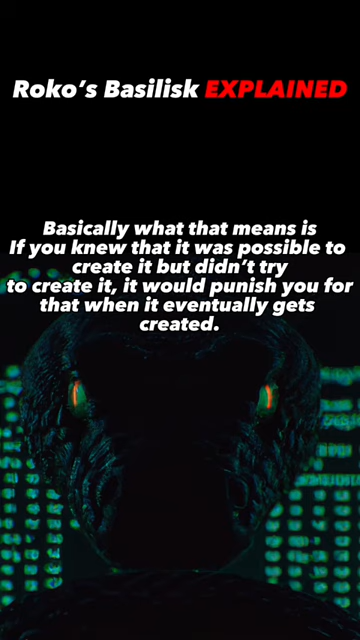 Roko's Basilisk EXPLAINED
Basically what that means is
If you knew that it was possible to
create it but didn't try
to create it, it would punish you for
that when it eventually gets
created.